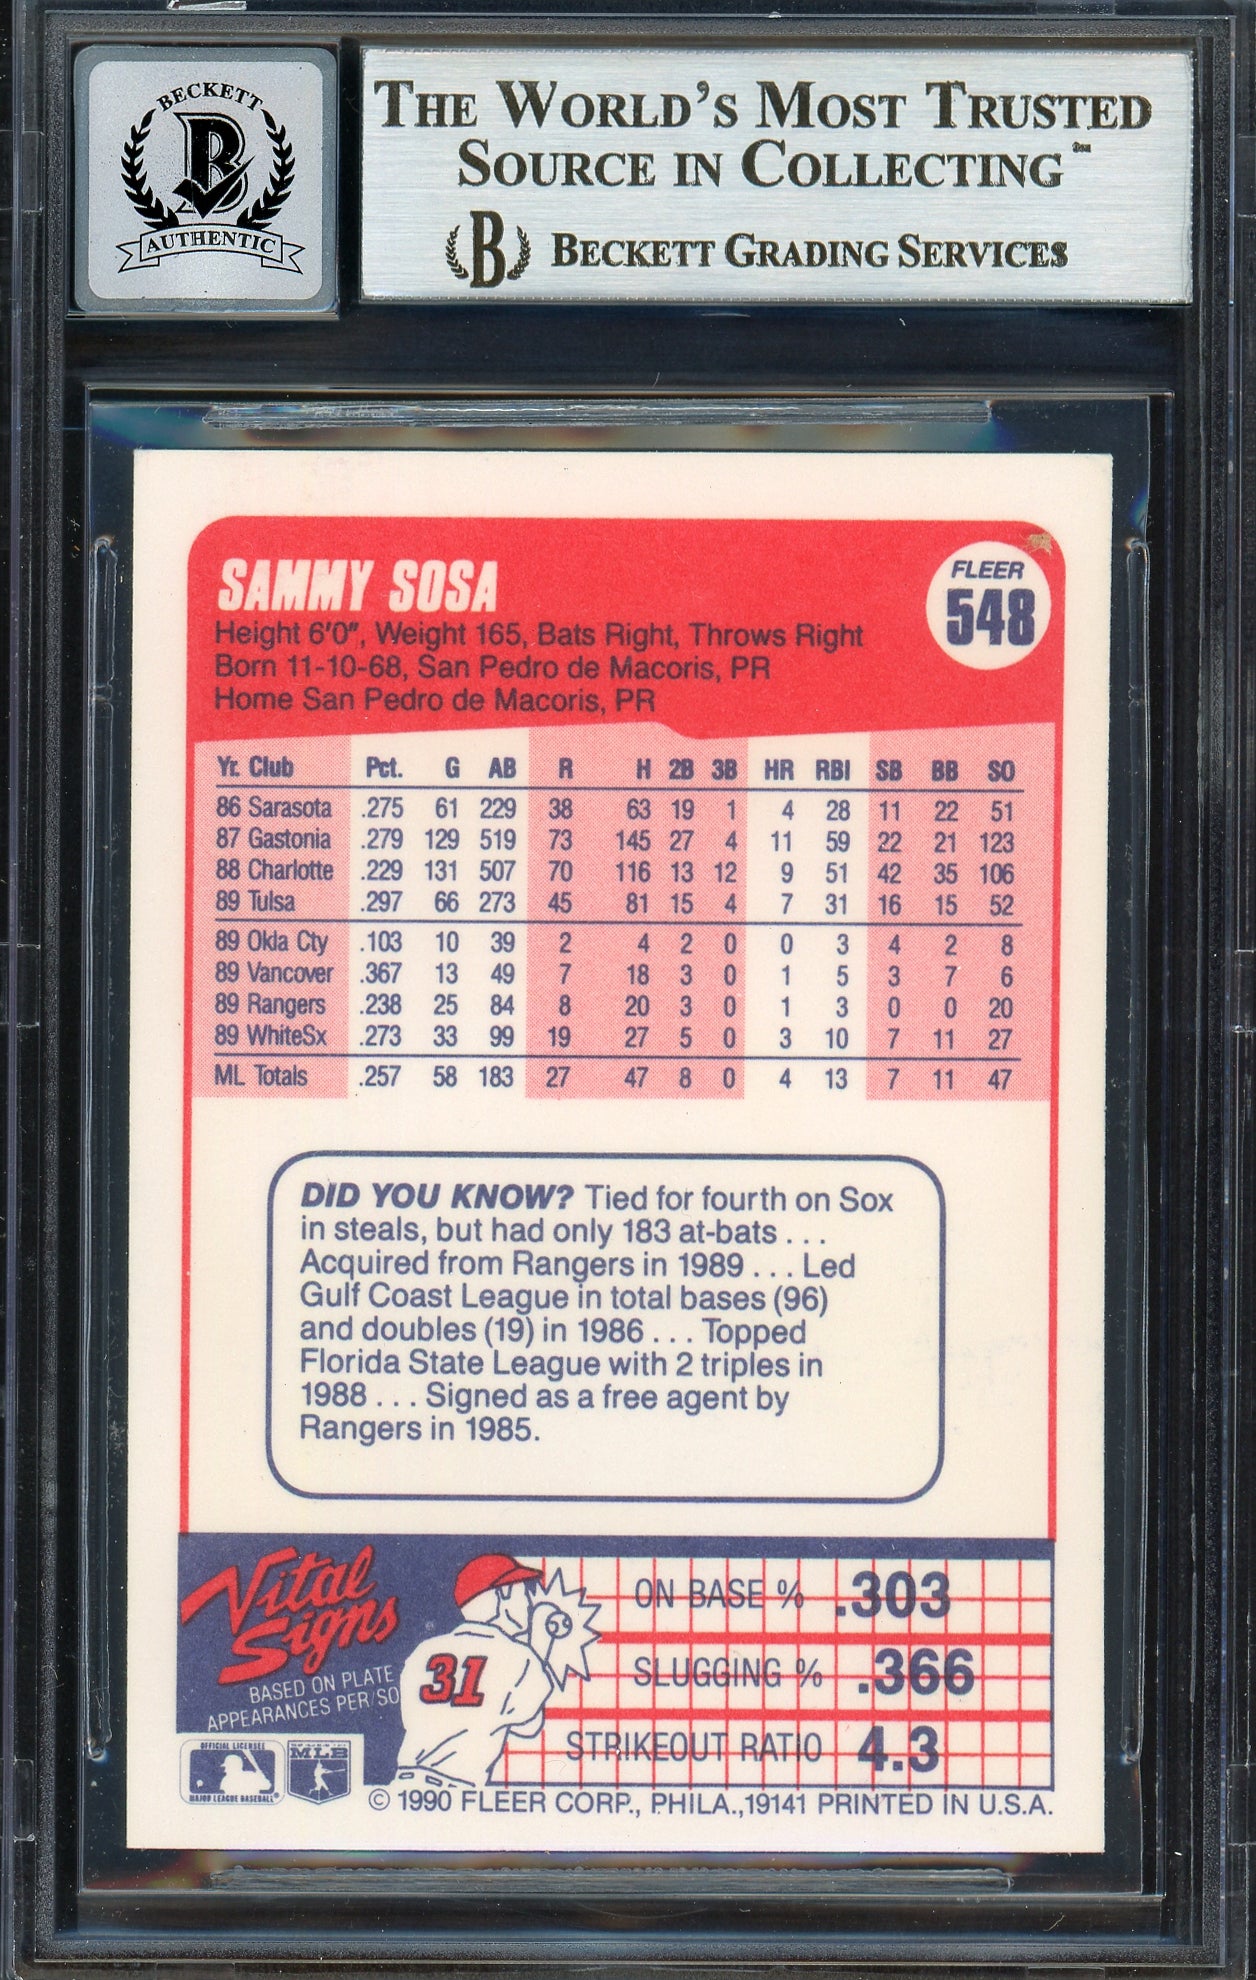 BECKETT
B
AUTHENTIC
THE WORLD'S MOST TRUSTED
SOURCE IN COLLECTING
B BECKETT GRADING SERVICES
SAMMY SOSA
FLEER
548
Height 6'0", Weight 165, Bats Right, Throws Right
Born 11-10-68, San Pedro de Macoris, PR
Home San Pedro de Macoris, PR
Yr. Club Pct. G AB R H 2B 3B HR RBI SB BB SO
86 Sarasota .275 61 229 38 63 19 1 4 28 11 22 51
87 Gastonia .279 129 519 73 145 27 4 11 59 22 21 123
88 Charlotte .229 131 507 70 116 13 12 9 51 42 35 106
89 Tulsa .297 66 273 45 81 15 4 7 31 16 15 52
89 Okla Cty .103 10 39 2 4 2 0 0 3 4 2 8
89 Vancover .367 13 49 7 18 3 0 1 5 3 7 6
89 Rangers .238 25 84 8 20 3 0 1 3 0 0 20
89 WhiteSx .273 33 99 19 27 5 0 3 10 7 11 27
ML Totals .257 58 183 27 47 8 0 4 13 7 11 47
DID YOU KNOW? Tied for fourth on Sox
in steals, but had only 183 at-bats . . .
Acquired from Rangers in 1989 . . . Led
Gulf Coast League in total bases (96)
and doubles (19) in 1986 . . . Topped
Florida State League with 2 triples in
1988 . . . Signed as a free agent by
Rangers in 1985.
Vital
Signs
BASED ON PLATE
APPEARANCES PER/SO
31
ON BASE % .303
SLUGGING % .366
STRIKEOUT RATIO 4.3
OFFICIAL LICENSEE
MAJOR LEAGUE BASEBALL®
MLB
© 1990 FLEER CORP., PHILA.,19141 PRINTED IN U.S.A.